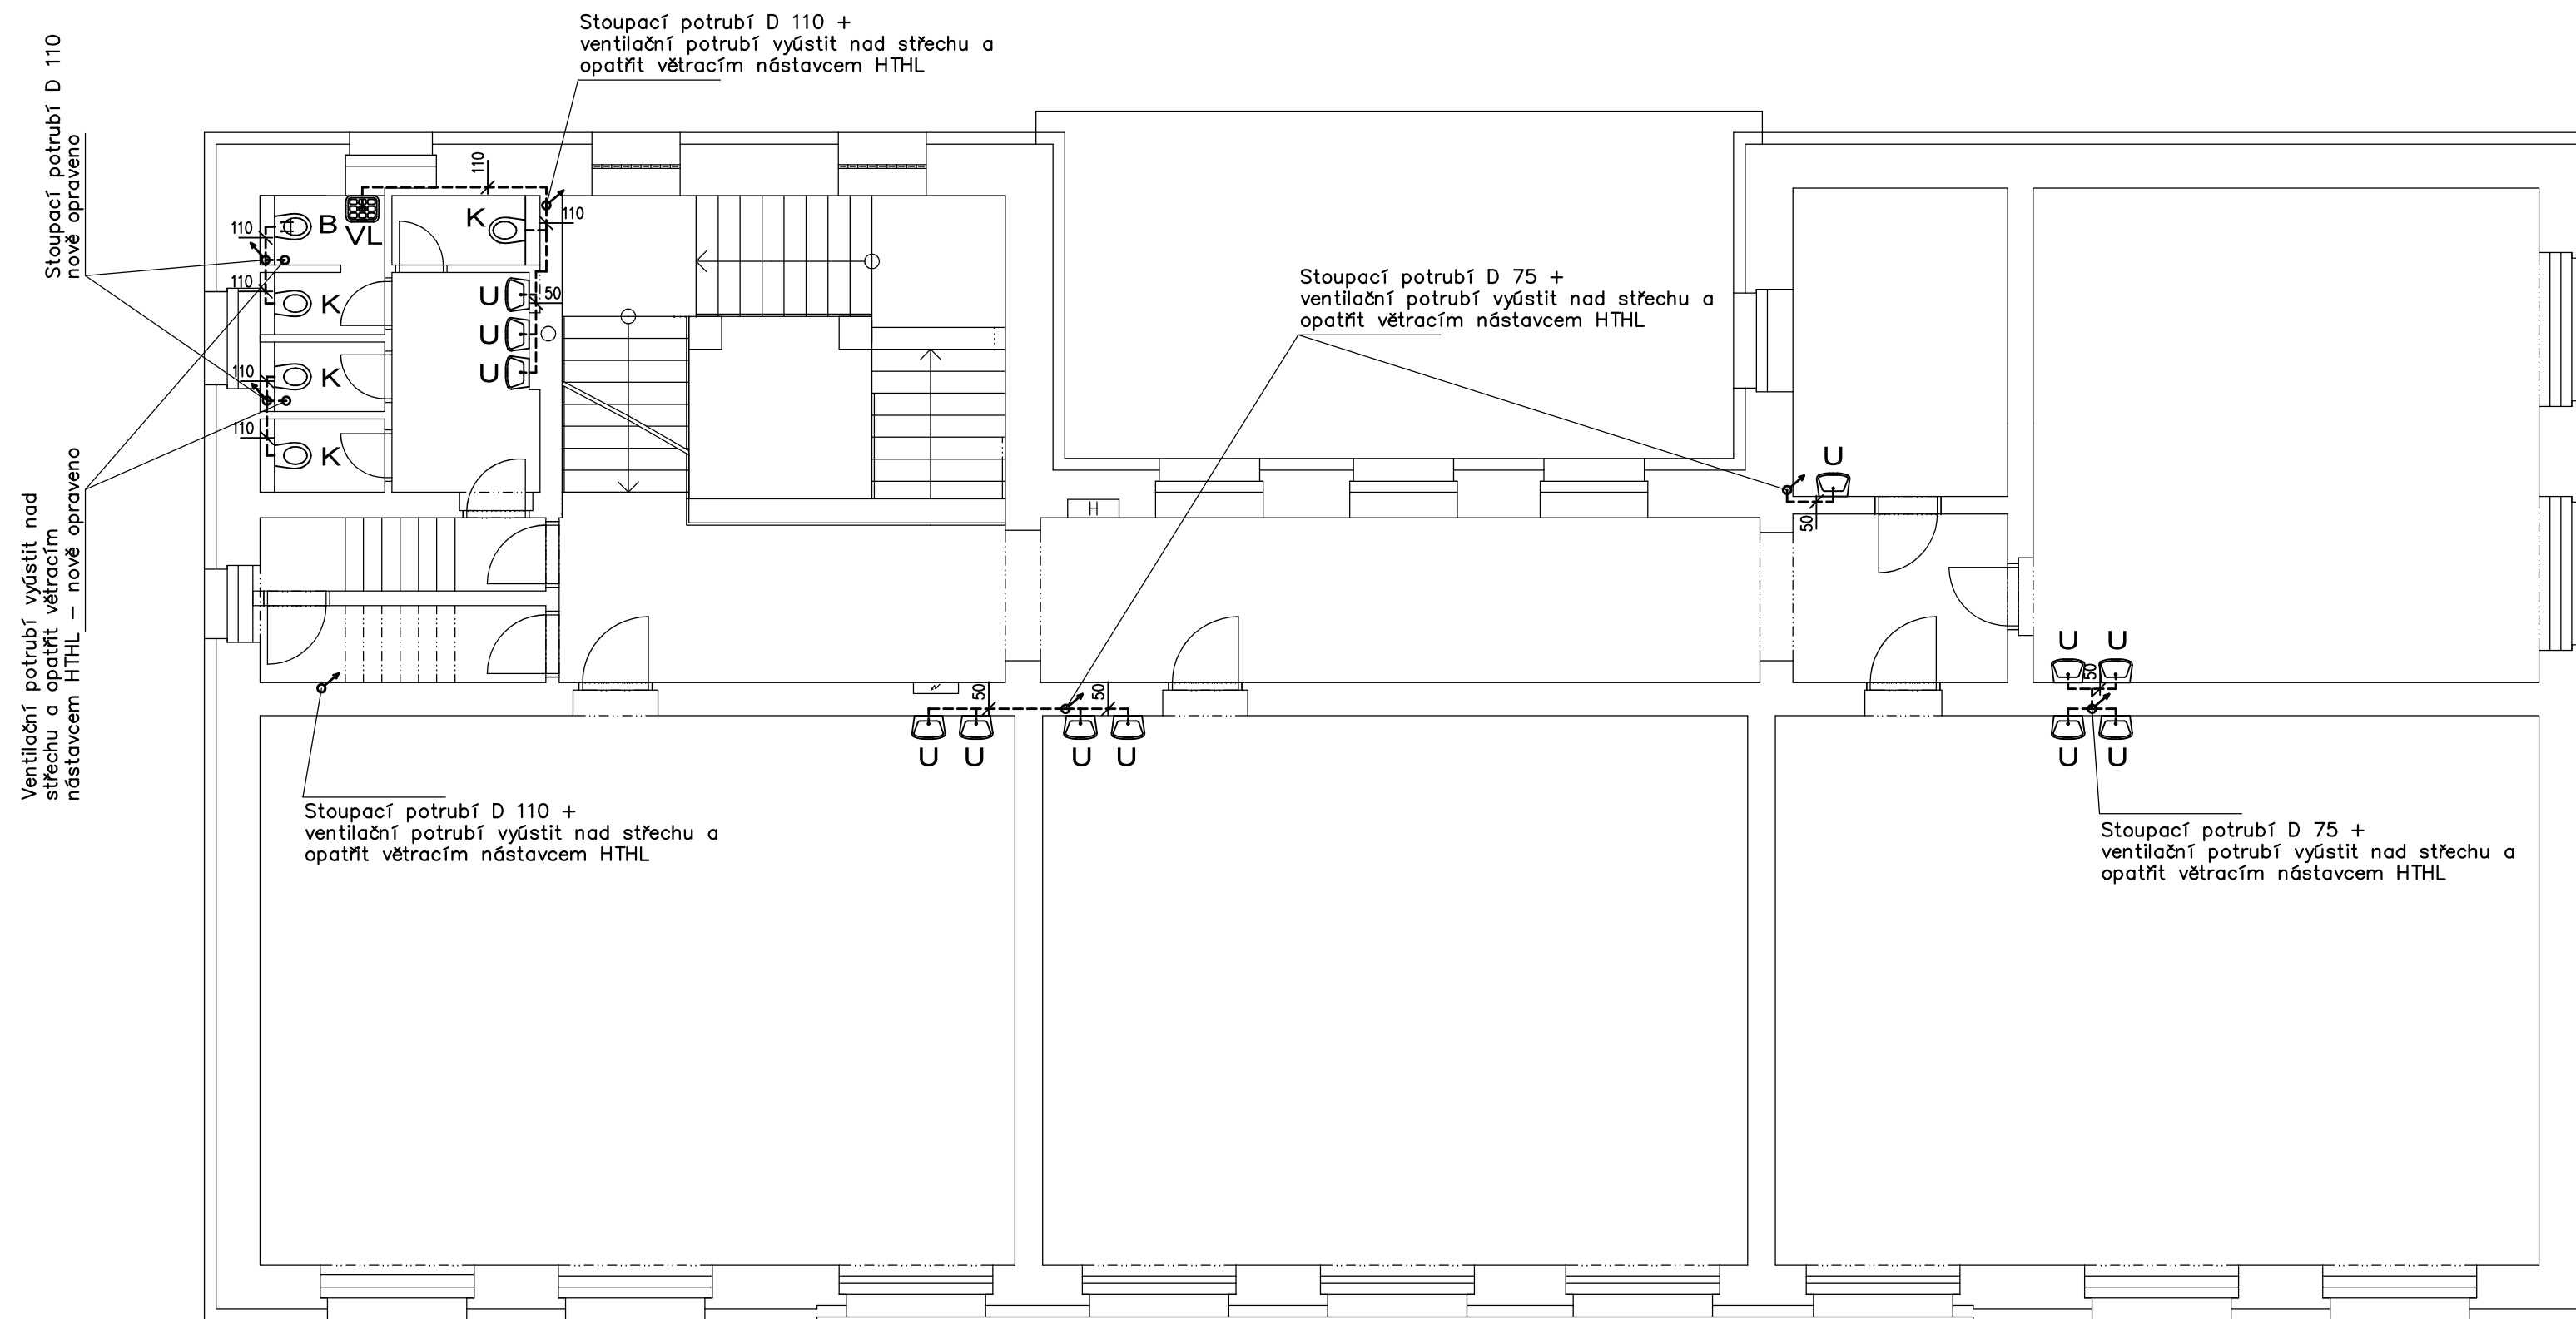 Stoupací potrubí D 110 +
ventilační potrubí vyústit nad střechu a
opatřit větracím nástavcem HTHL
Stoupací potrubí D 110
nově opraveno
110
110
110
B
VL
K
110
K
U
50
U
U
110
K
110
K
Stoupací potrubí D 75 +
ventilační potrubí vyústit nad střechu a
opatřit větracím nástavcem HTHL
Ventilační potrubí vyústit nad
střechu a opatřit větracím
nástavcem HTHL – nově opraveno
H
U
50
U
U
50
50
50
U
U
U
U
U
U
Stoupací potrubí D 110 +
ventilační potrubí vyústit nad střechu a
opatřit větracím nástavcem HTHL
Stoupací potrubí D 75 +
ventilační potrubí vyústit nad střechu a
opatřit větracím nástavcem HTHL